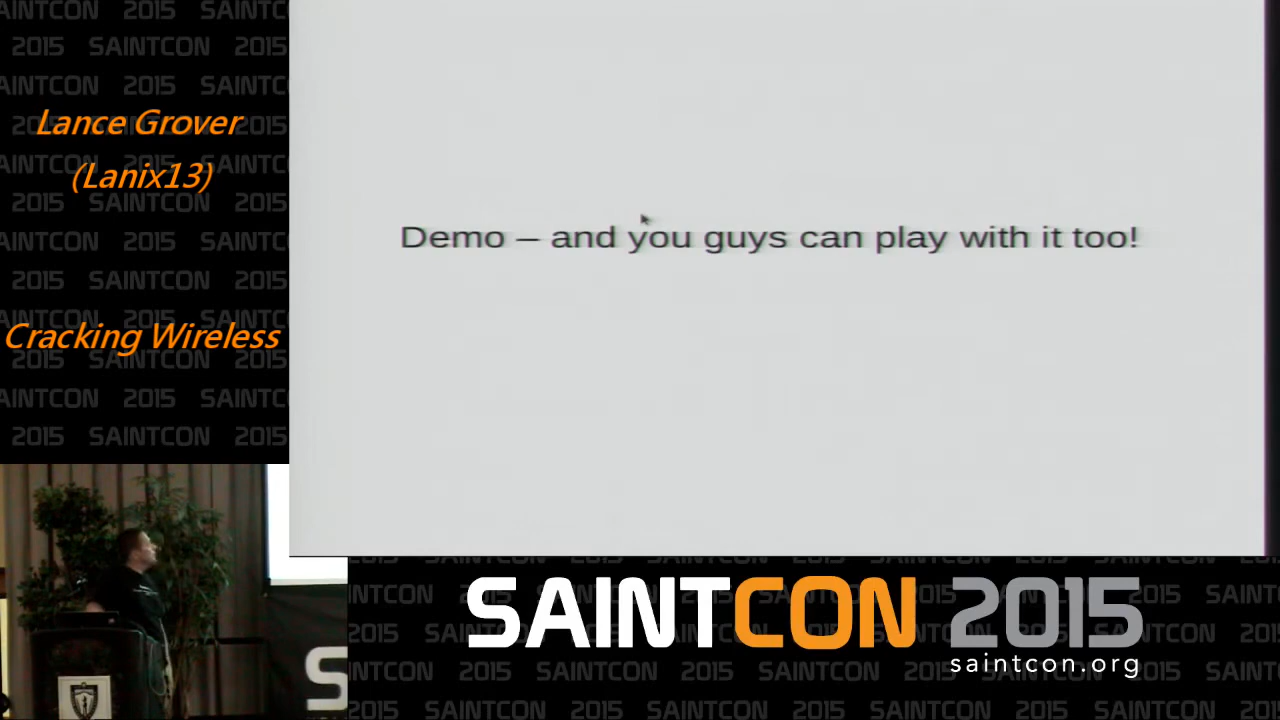 Lance Grover
(Lanix13)
Cracking Wireless
Demo – and you guys can play with it too!
SAINTCON 2015
saintcon.org